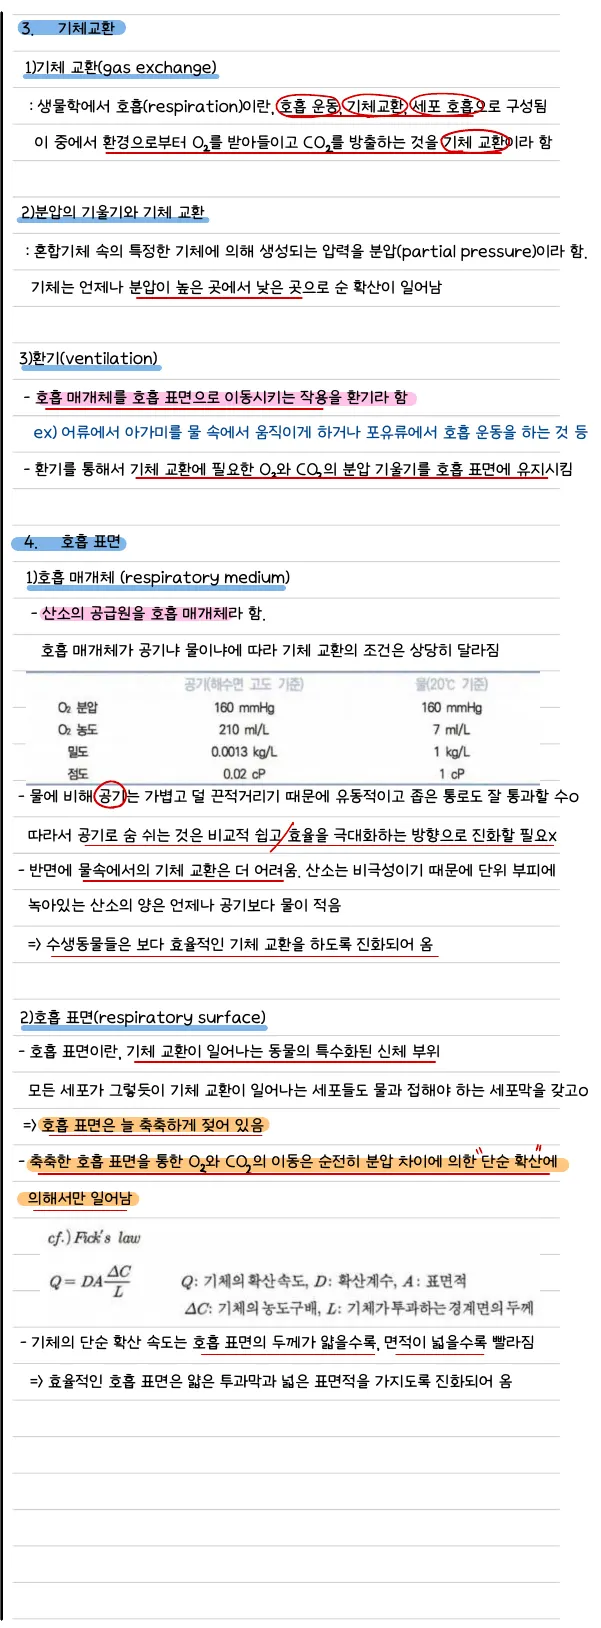 3. 기체교환
1)기체 교환(gas exchange)
: 생물학에서 호흡(respiration)이란, 호흡 운동, 기체교환, 세포 호흡으로 구성됨
이 중에서 환경으로부터 O₂를 받아들이고 CO₂를 방출하는 것을 기체 교환이라 함
2)분압의 기울기와 기체 교환
: 혼합기체 속의 특정한 기체에 의해 생성되는 압력을 분압(partial pressure)이라 함.
기체는 언제나 분압이 높은 곳에서 낮은 곳으로 순 확산이 일어남
3)환기(ventilation)
- 호흡 매개체를 호흡 표면으로 이동시키는 작용을 환기라 함
ex) 어류에서 아가미를 물 속에서 움직이게 하거나 포유류에서 호흡 운동을 하는 것 등
- 환기를 통해서 기체 교환에 필요한 O₂와 CO₂의 분압 기울기를 호흡 표면에 유지시킴
4. 호흡 표면
1)호흡 매개체 (respiratory medium)
- 산소의 공급원을 호흡 매개체라 함.
호흡 매개체가 공기냐 물이냐에 따라 기체 교환의 조건은 상당히 달라짐
공기(해수면 고도 기준) 물(20℃ 기준)
O₂ 분압 160 mmHg 160 mmHg
O₂ 농도 210 ml/L 7 ml/L
밀도 0.0013 kg/L 1 kg/L
점도 0.02 cP 1 cP
- 물에 비해 공기는 가볍고 덜 끈적거리기 때문에 유동적이고 좁은 통로도 잘 통과할 수o
따라서 공기로 숨 쉬는 것은 비교적 쉽고/효율을 극대화하는 방향으로 진화할 필요x
- 반면에 물속에서의 기체 교환은 더 어려움. 산소는 비극성이기 때문에 단위 부피에
녹아있는 산소의 양은 언제나 공기보다 물이 적음
=> 수생동물들은 보다 효율적인 기체 교환을 하도록 진화되어 옴
2)호흡 표면(respiratory surface)
- 호흡 표면이란, 기체 교환이 일어나는 동물의 특수화된 신체 부위
모든 세포가 그렇듯이 기체 교환이 일어나는 세포들도 물과 접해야 하는 세포막을 갖고o
=> 호흡 표면은 늘 축축하게 젖어 있음
- 축축한 호흡 표면을 통한 O₂와 CO₂의 이동은 순전히 분압 차이에 의한 "단순 확산"에
의해서만 일어남
cf.) Fick's law
Q = DA ΔC/L Q: 기체의 확산속도, D: 확산계수, A: 표면적
ΔC: 기체의 농도구배, L: 기체가 투과하는 경계면의 두께
- 기체의 단순 확산 속도는 호흡 표면의 두께가 얇을수록, 면적이 넓을수록 빨라짐
=> 효율적인 호흡 표면은 얇은 투과막과 넓은 표면적을 가지도록 진화되어 옴